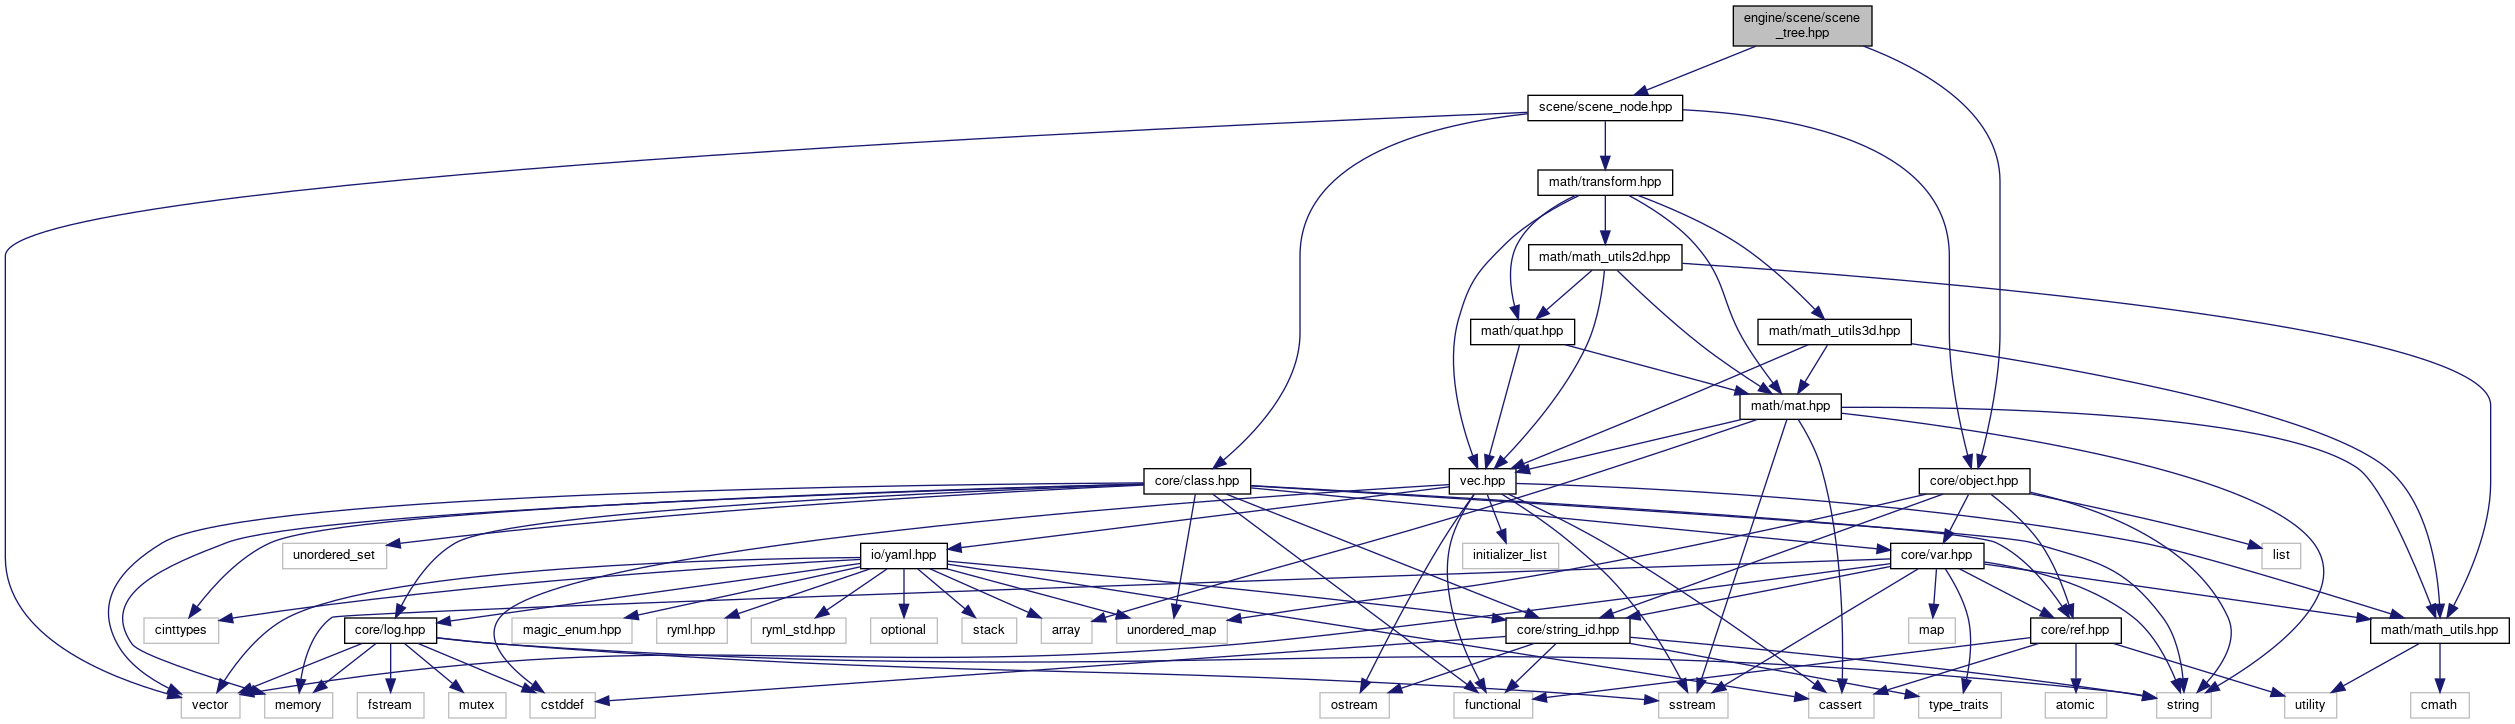 engine/scene/scene
_tree.hpp
scene/scene_node.hpp
math/transform.hpp
math/math_utils2d.hpp
math/quat.hpp
math/math_utils3d.hpp
math/mat.hpp
core/class.hpp
vec.hpp
core/object.hpp
unordered_set
io/yaml.hpp
initializer_list
core/var.hpp
list
cinttypes
core/log.hpp
magic_enum.hpp
ryml.hpp
ryml_std.hpp
optional
stack
array
unordered_map
core/string_id.hpp
map
core/ref.hpp
math/math_utils.hpp
vector
memory
fstream
mutex
cstddef
ostream
functional
sstream
cassert
type_traits
atomic
string
utility
cmath